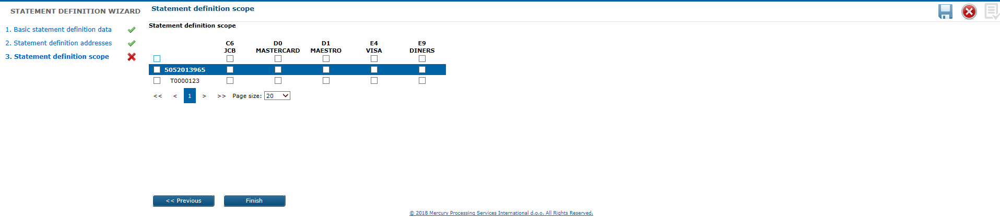 STATEMENT DEFINITION WIZARD
1. Basic statement definition data
2. Statement definition addresses
3. Statement definition scope
Statement definition scope
Statement definition scope
C6 D0 D1 E4 E9
JCB MASTERCARD MAESTRO VISA DINERS
5052013965
T0000123
<< < 1 > >> Page size: 20
<< Previous Finish
© 2018 Mercury Processing Services International d.o.o. All Rights Reserved.